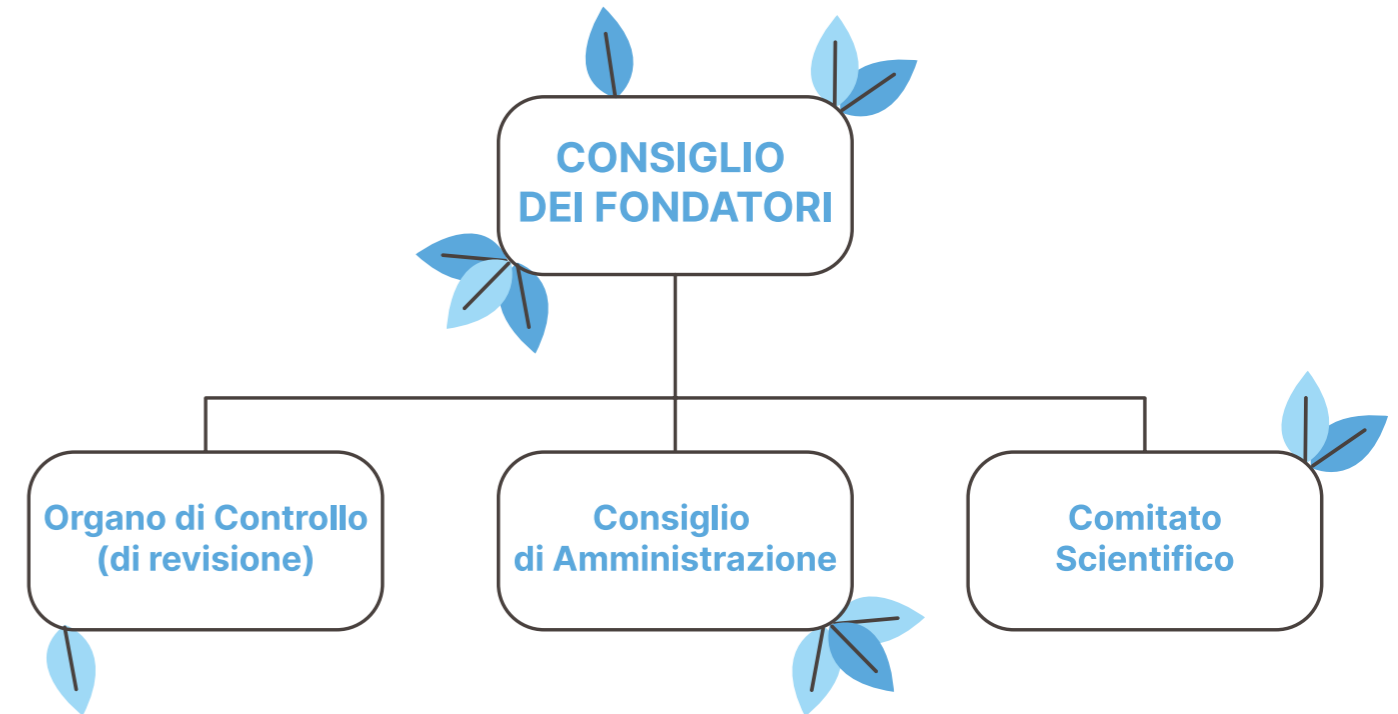 CONSIGLIO
DEI FONDATORI
Organo di Controllo
(di revisione)
Consiglio
di Amministrazione
Comitato
Scientifico